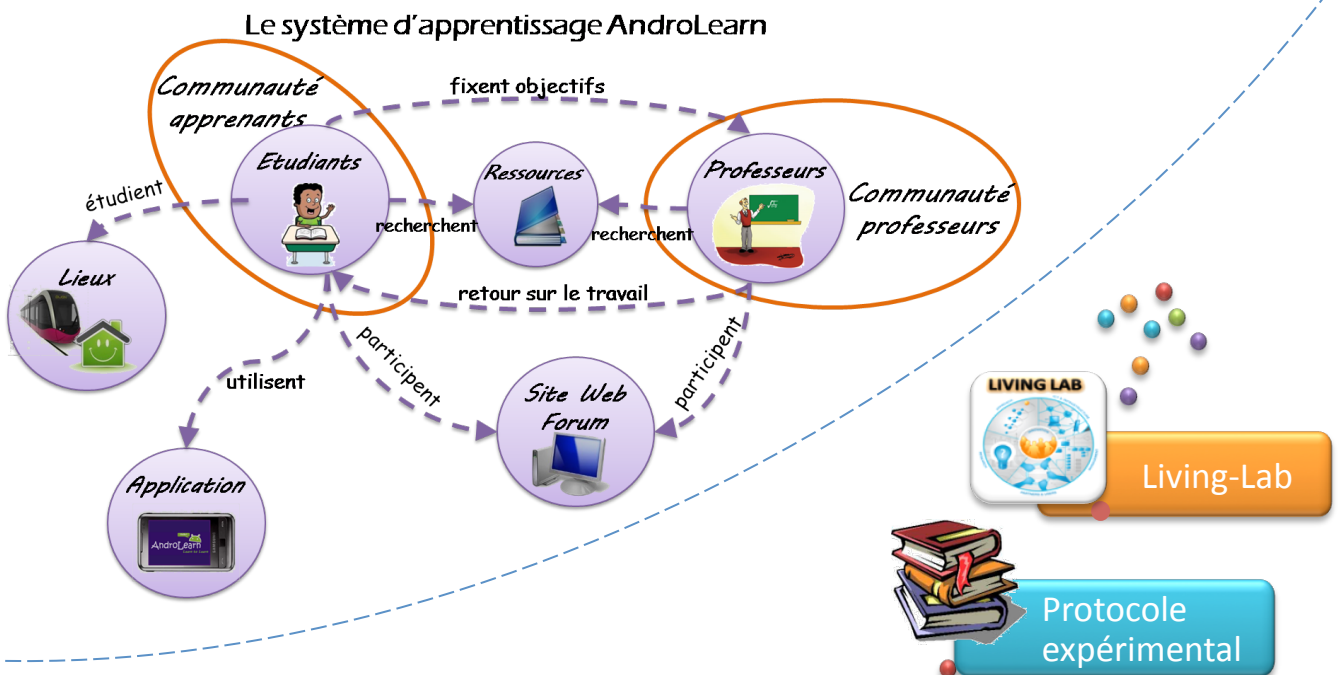 Le système d'apprentissage AndroLearn
Communauté
apprenants
fixent objectifs
Etudiants
Ressources
Professeurs
Communauté
professeurs
étudient
recherchent
recherchent
Lieux
retour sur le travail
participent
participent
utilisent
Site Web
Forum
Application
AndroLearn
LIVING LAB
Living-Lab
Protocole
expérimental